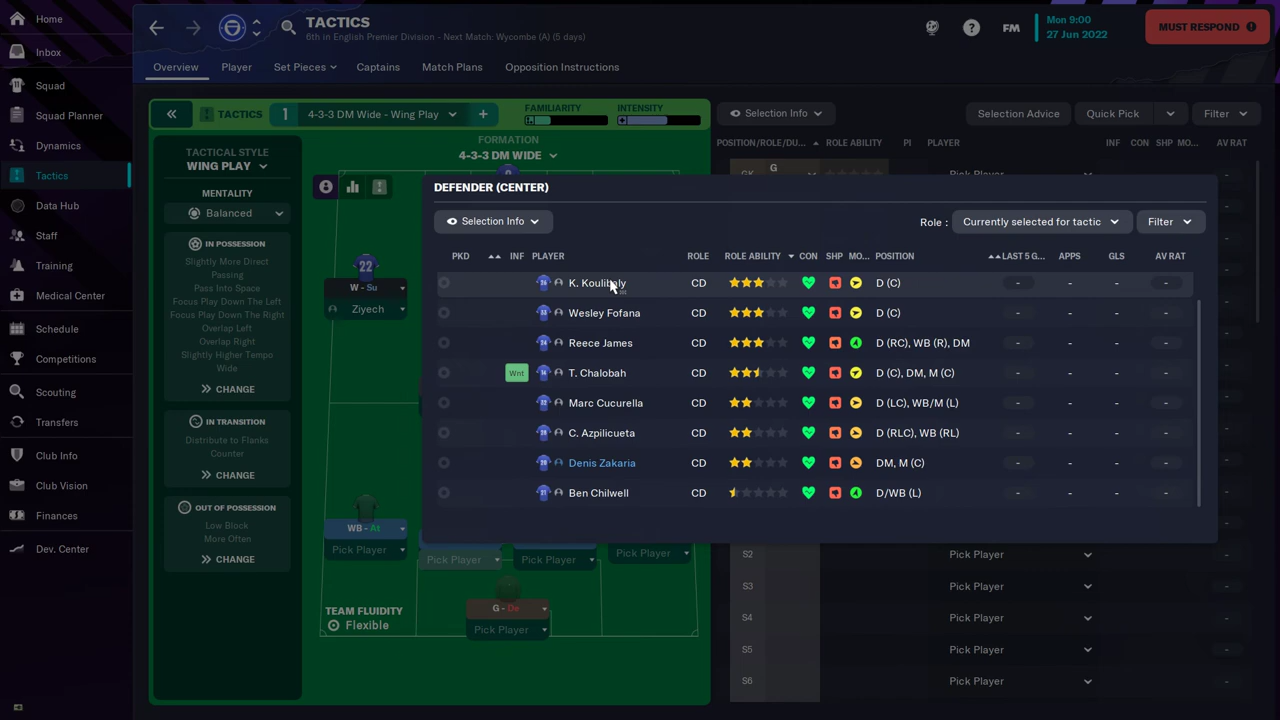 TACTICS
6th in English Premier Division - Next Match: Wycombe (A) (5 days)
FM
Mon 9:00
27 Jun 2022
MUST RESPOND
Home
Inbox
Squad
Squad Planner
Dynamics
Tactics
Data Hub
Staff
Training
Medical Center
Schedule
Competitions
Scouting
Transfers
Club Info
Club Vision
Finances
Dev. Center
Overview Player Set Pieces Captains Match Plans Opposition Instructions
TACTICS 1 4-3-3 DM Wide - Wing Play
FAMILIARITY INTENSITY
Selection Info Selection Advice Quick Pick Filter
TACTICAL STYLE
WING PLAY
MENTALITY
Balanced
IN POSSESSION
Slightly More Direct
Passing
Pass Into Space
Focus Play Down The Left
Focus Play Down The Right
Overlap Left
Overlap Right
Slightly Higher Tempo
Wide
CHANGE
IN TRANSITION
Distribute to Flanks
Counter
CHANGE
OUT OF POSSESSION
Low Block
More Often
CHANGE
FORMATION
4-3-3 DM WIDE
22
W - Su
Ziyech
WB - At
Pick Player
Pick Player
Pick Player
Pick Player
G - De
Pick Player
TEAM FLUIDITY
Flexible
POSITION/ROLE/DU... ROLE ABILITY PI PLAYER INF CON SHP MO... AV RAT
GK G Pick Player
DEFENDER (CENTER)
Selection Info Role : Currently selected for tactic Filter
PKD INF PLAYER ROLE ROLE ABILITY CON SHP MO... POSITION LAST 5 G... APPS GLS AV RAT
26 K. Koulibaly CD D (C) - - - -
33 Wesley Fofana CD D (C) - - - -
24 Reece James CD D (RC), WB (R), DM - - - -
Wnt 14 T. Chalobah CD D (C), DM, M (C) - - - -
32 Marc Cucurella CD D (LC), WB/M (L) - - - -
28 C. Azpilicueta CD D (RLC), WB (RL) - - - -
20 Denis Zakaria CD DM, M (C) - - - -
21 Ben Chilwell CD D/WB (L) - - - -
S2 Pick Player -
S3 Pick Player -
S4 Pick Player -
S5 Pick Player -
S6 Pick Player -